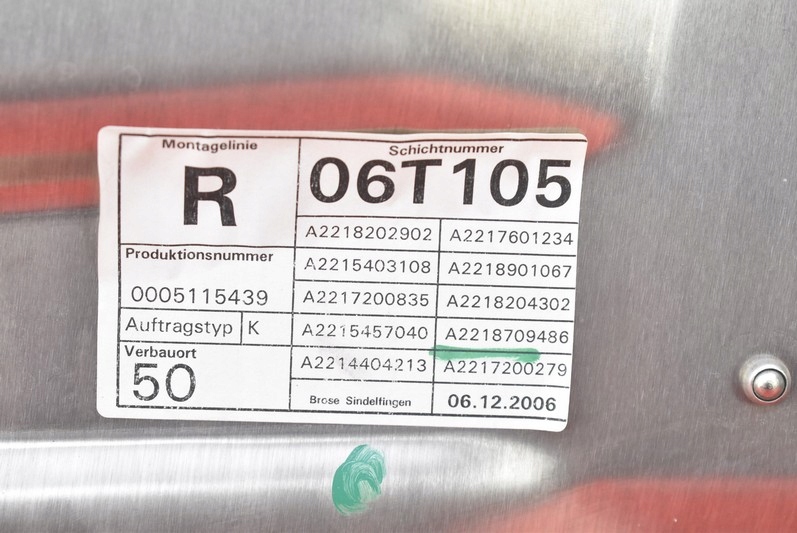 Montagelinie
R
Schichtnummer
06T105
Produktionsnummer
0005115439
Auftragstyp K
Verbauort
50
A2218202902 A2217601234
A2215403108 A2218901067
A2217200835 A2218204302
A2215457040 A2218709486
A2214404213 A2217200279
Brose Sindelfingen 06.12.2006